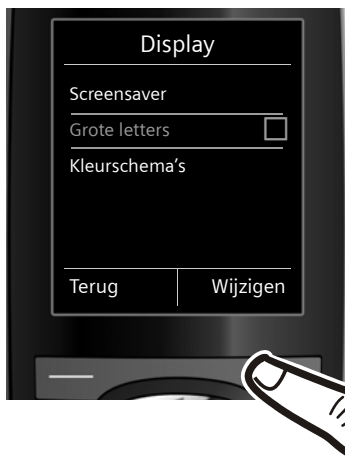 Display
Screensaver
Grote letters
Kleurschema's
Terug Wijzigen